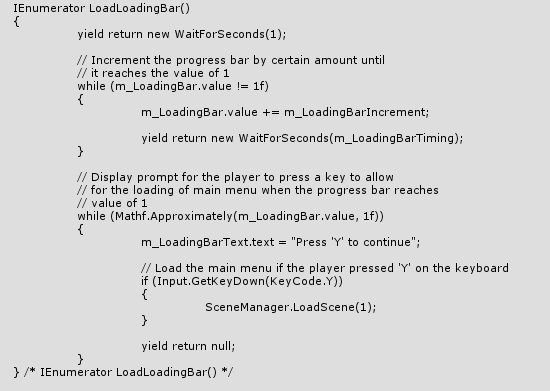 IEnumerator LoadLoadingBar()
{
yield return new WaitForSeconds(1);
// Increment the progress bar by certain amount until
// it reaches the value of 1
while (m_LoadingBar.value != 1f)
{
m_LoadingBar.value += m_LoadingBarIncrement;
yield return new WaitForSeconds(m_LoadingBarTiming);
}
// Display prompt for the player to press a key to allow
// for the loading of main menu when the progress bar reaches
// value of 1
while (Mathf.Approximately(m_LoadingBar.value, 1f))
{
m_LoadingBarText.text = "Press 'Y' to continue";
// Load the main menu if the player pressed 'Y' on the keyboard
if (Input.GetKeyDown(KeyCode.Y))
{
SceneManager.LoadScene(1);
}
yield return null;
}
} /* IEnumerator LoadLoadingBar() */